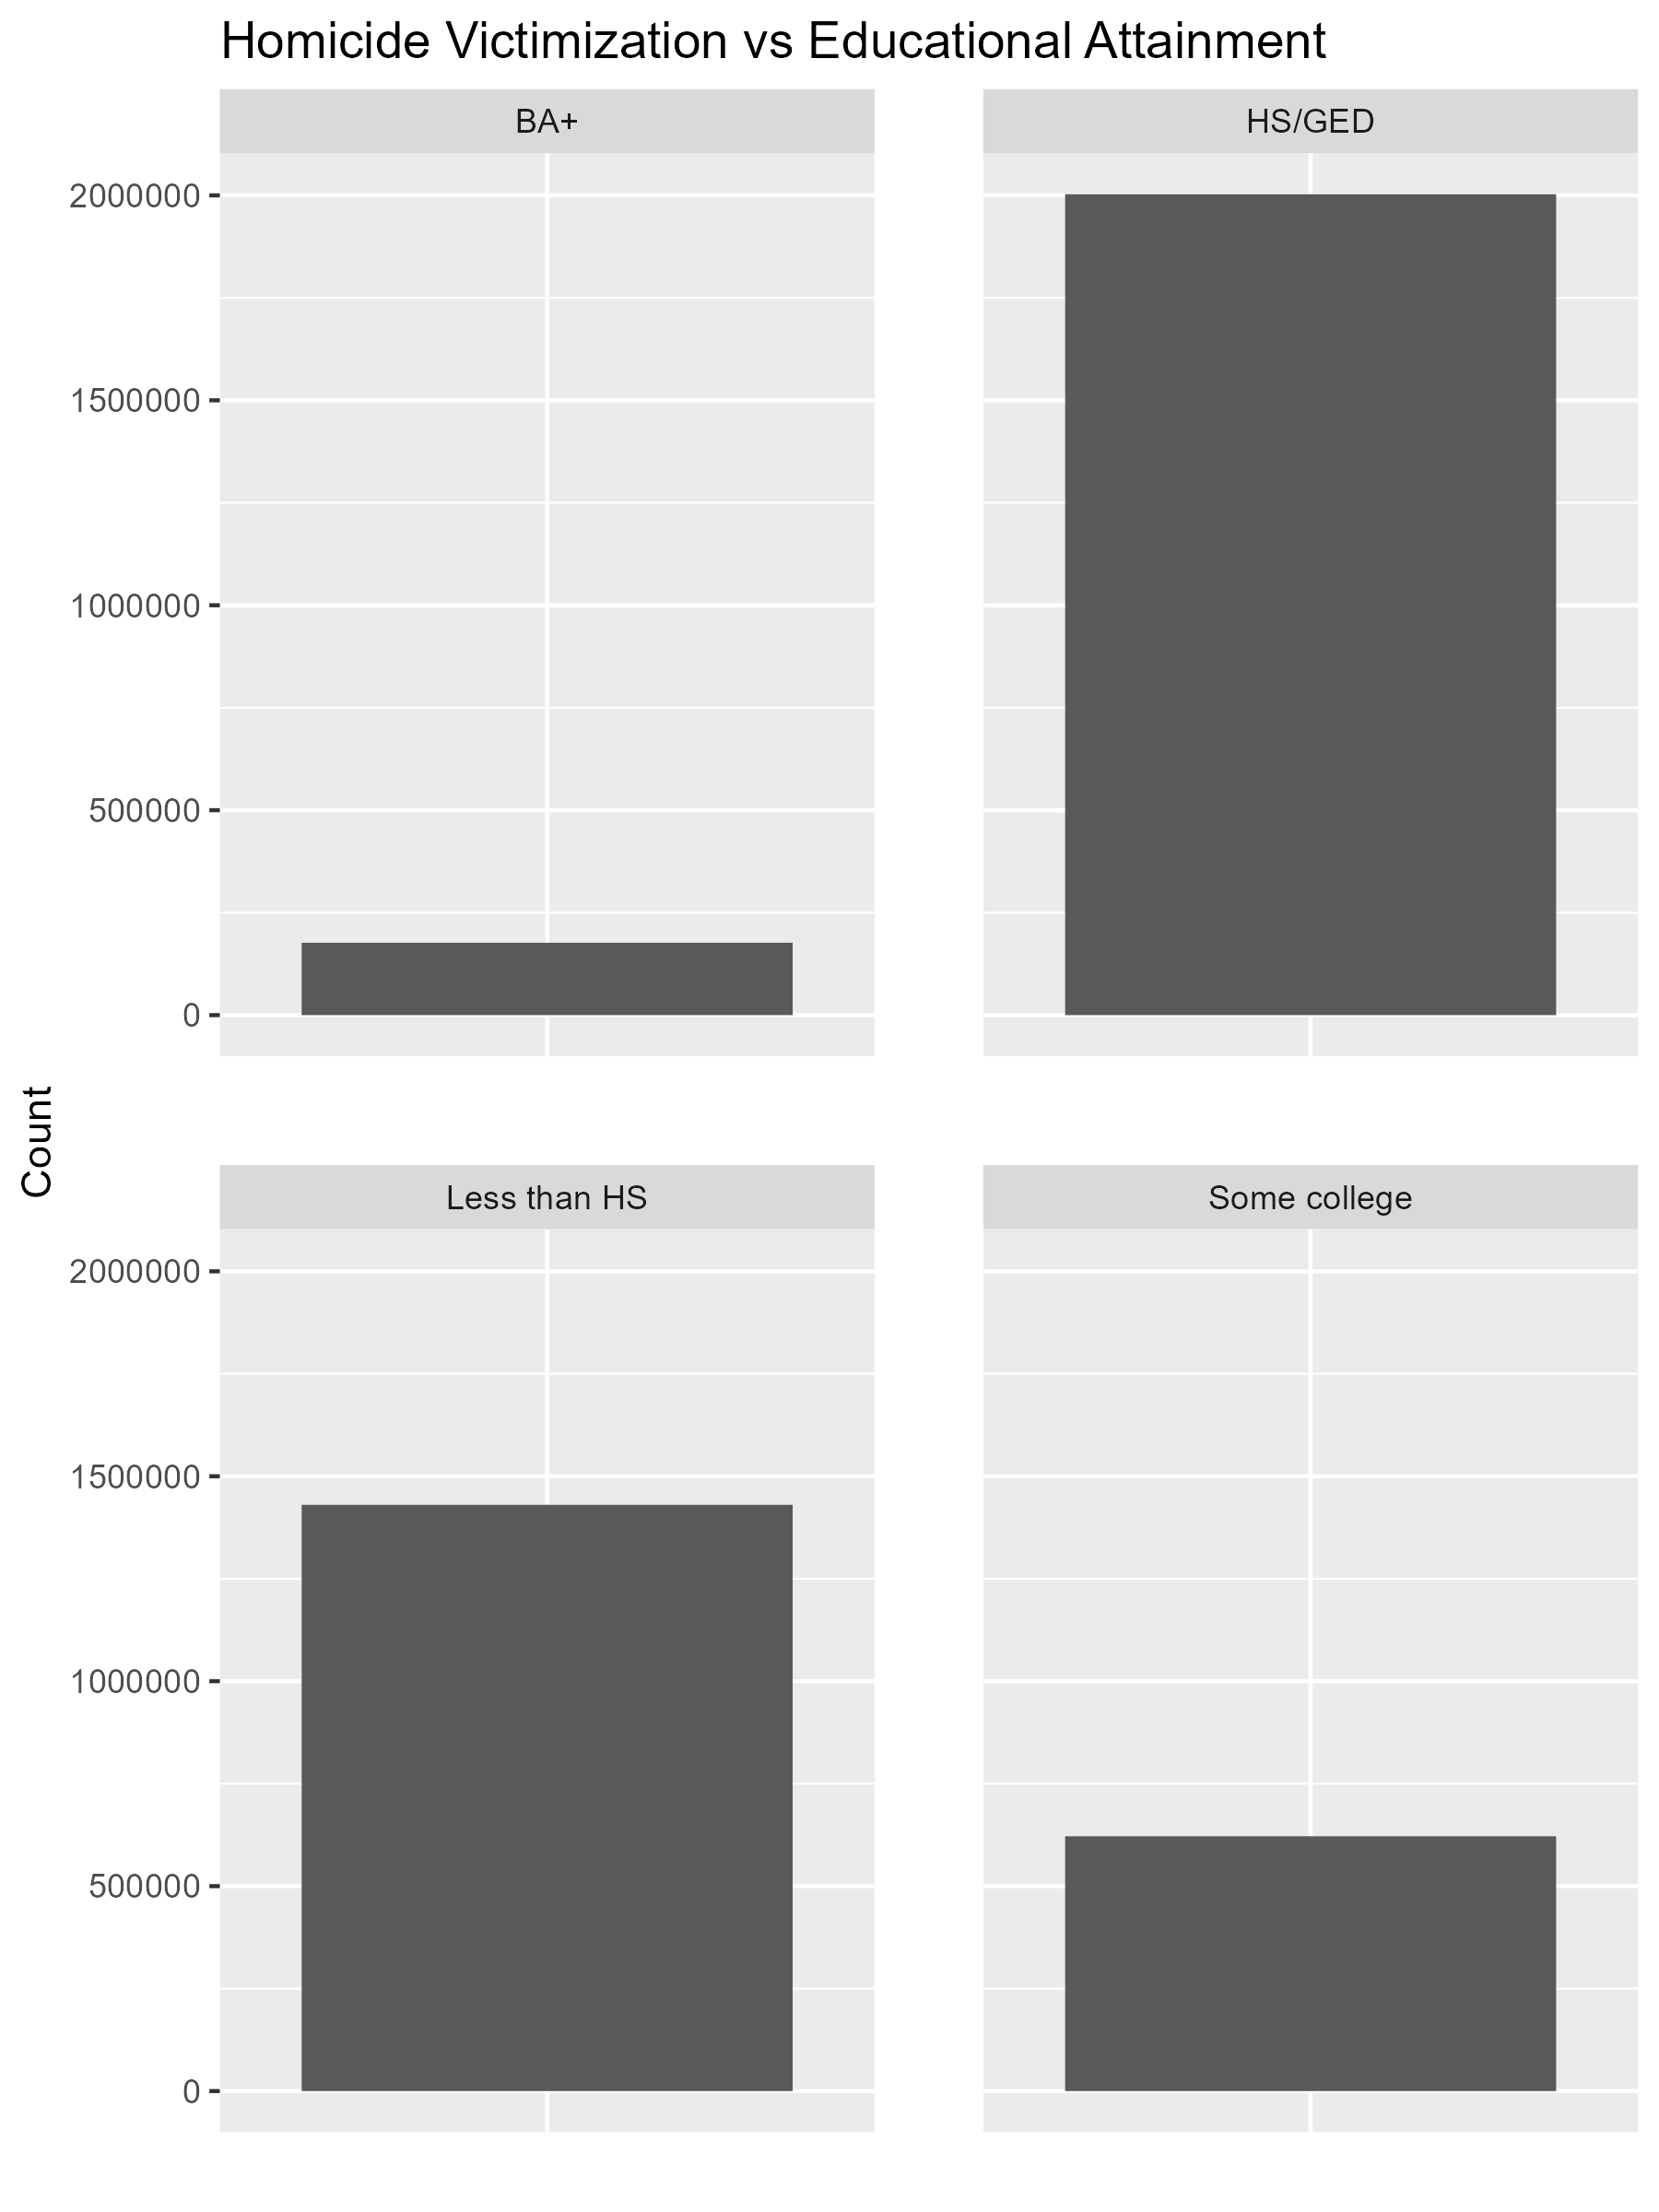 Homicide Victimization vs Educational Attainment
BA+
HS/GED
2000000
1500000
1000000
500000
0
Count
Less than HS
Some college
2000000
1500000
1000000
500000
0